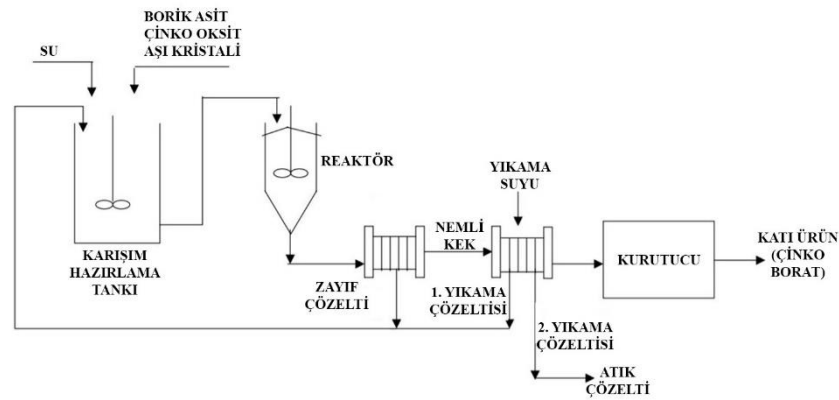 BORİK ASİT
ÇİNKO OKSİT
AŞI KRİSTALİ
SU
REAKTÖR
KARIŞIM
HAZIRLAMA
TANKI
YIKAMA
SUYU
NEMLİ
KEK
ZAYIF
ÇÖZELTİ
1. YIKAMA
ÇÖZELTİSİ
2. YIKAMA
ÇÖZELTİSİ
ATIK
ÇÖZELTİ
KURUTUCU
KATI ÜRÜN
(ÇİNKO
BORAT)